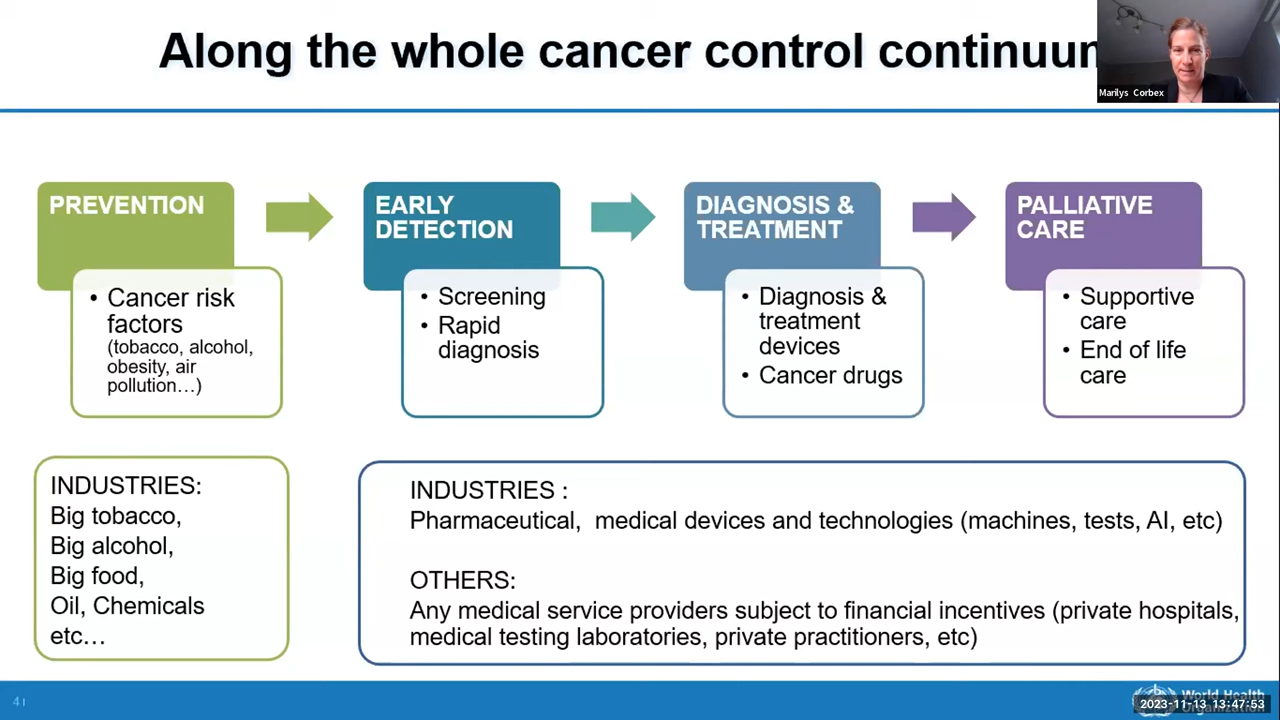 Along the whole cancer control continuum
Marilys Corbex
PREVENTION
• Cancer risk
factors
(tobacco, alcohol,
obesity, air
pollution…)
EARLY
DETECTION
• Screening
• Rapid
diagnosis
DIAGNOSIS &
TREATMENT
• Diagnosis &
treatment
devices
• Cancer drugs
PALLIATIVE
CARE
• Supportive
care
• End of life
care
INDUSTRIES:
Big tobacco,
Big alcohol,
Big food,
Oil, Chemicals
etc…
INDUSTRIES :
Pharmaceutical,  medical devices and technologies (machines, tests, AI, etc)
OTHERS:
Any medical service providers subject to financial incentives (private hospitals,
medical testing laboratories, private practitioners, etc)
4 |
World Health
Organization
2023-11-13 13:47:53